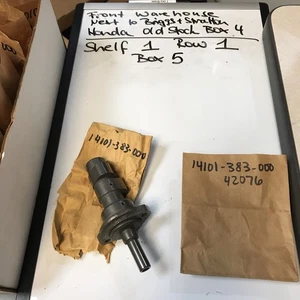 Front Warehouse
Next to Briggs + Stratton
Honda Old Stock Box 4
Shelf 1 Row 1
Box 5
14101-383-000
14101-383-000
42076